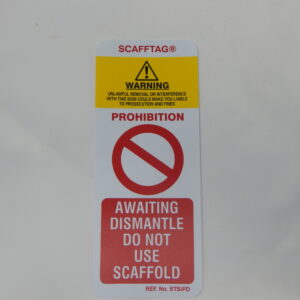 SCAFFTAG®
WARNING
UNLAWFUL REMOVAL OR INTERFERENCE
WITH THIS SIGN COULD MAKE YOU LIABLE
TO PROSECUTION AND FINES
PROHIBITION
AWAITING
DISMANTLE
DO NOT
USE
SCAFFOLD
REF. No. STSIPD